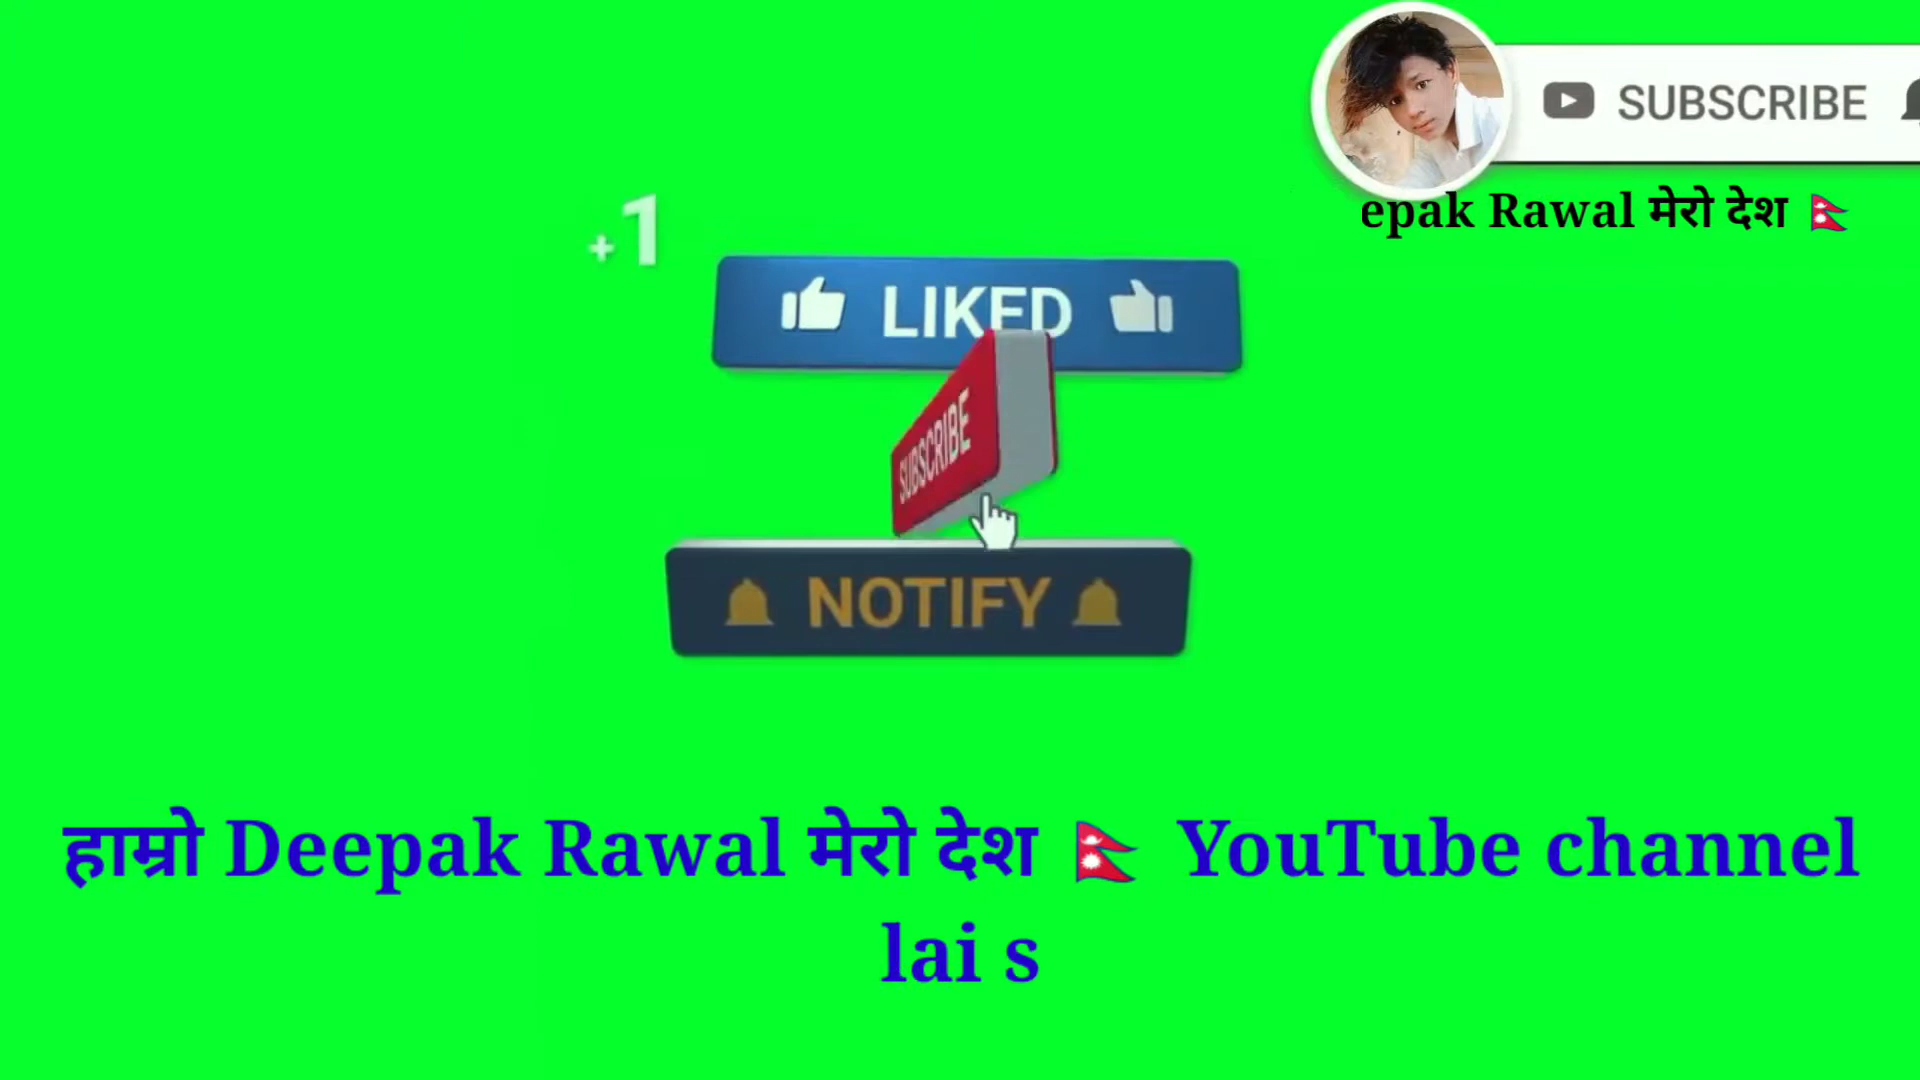 SUBSCRIBE
epak Rawal मेरो देश 🇳🇵
+1
LIKED
SUBSCRIBE
NOTIFY
हाम्रो Deepak Rawal मेरो देश 🇳🇵 YouTube channel
lai s